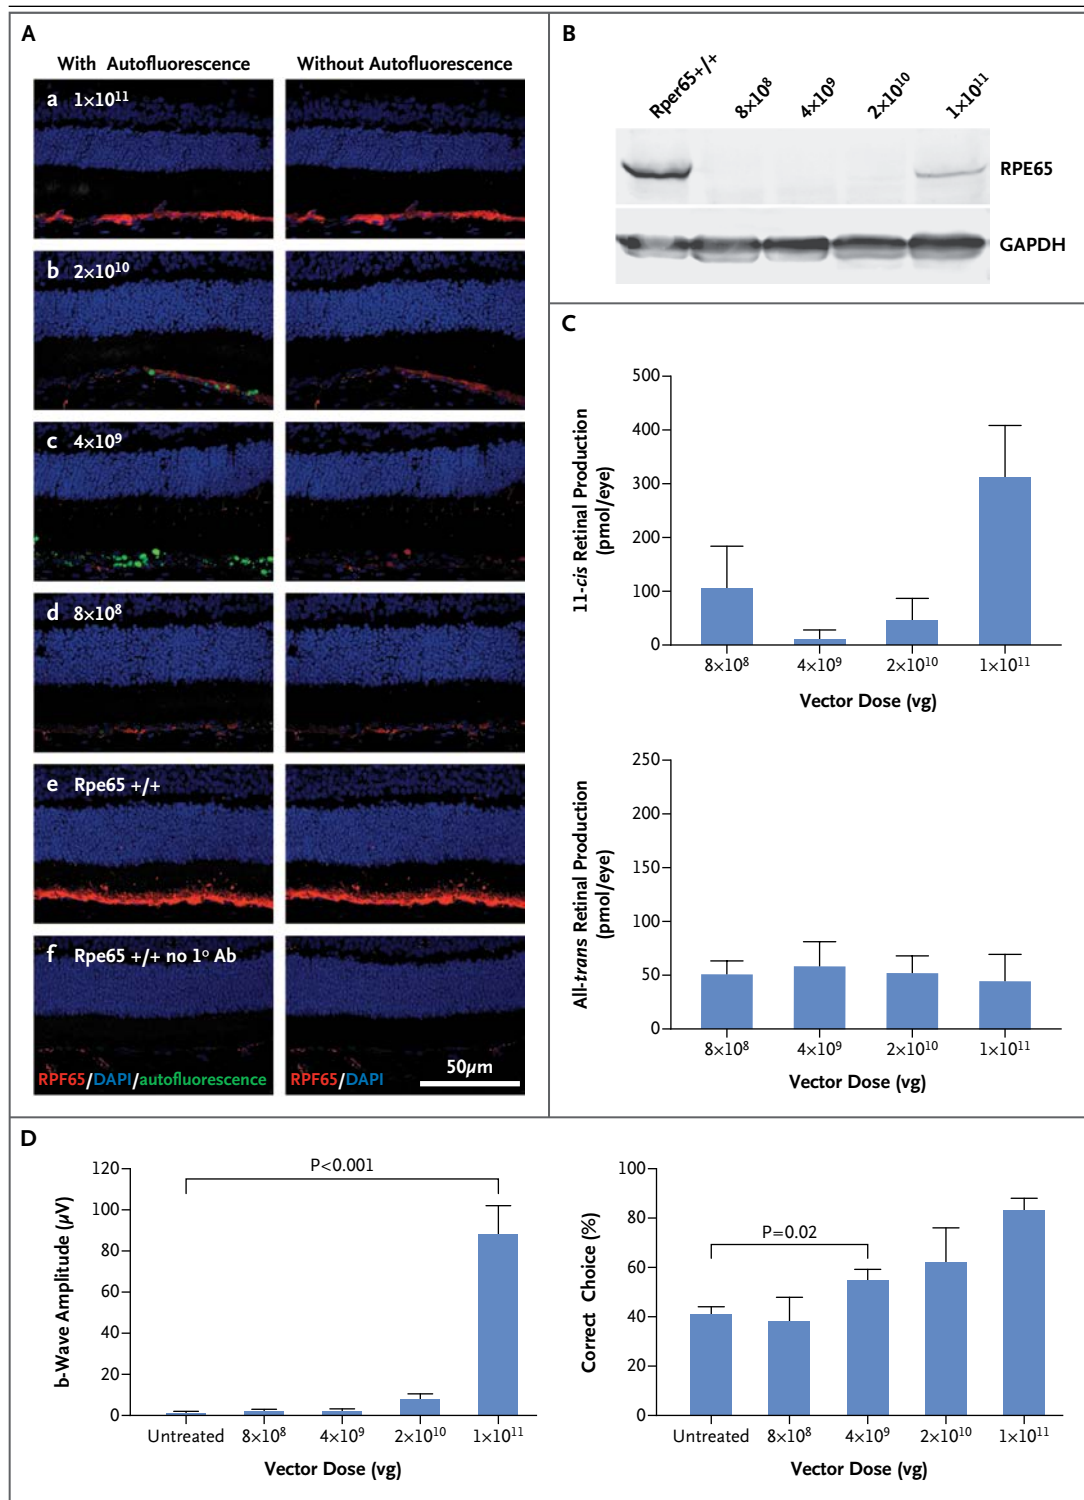 A
With Autofluorescence
Without Autofluorescence
a 1×10¹¹
b 2×10¹⁰
c 4×10⁹
d 8×10⁸
e Rpe65 +/+
f Rpe65 +/+ no 1° Ab
RPF65/DAPI/autofluorescence
RPF65/DAPI
50µm
B
Rper65+/+
8×10⁸
4×10⁹
2×10¹⁰
1×10¹¹
RPE65
GAPDH
C
11-cis Retinal Production
(pmol/eye)
500
400
300
200
100
0
8×10⁸ 4×10⁹ 2×10¹⁰ 1×10¹¹
Vector Dose (vg)
All-trans Retinal Production
(pmol/eye)
250
200
150
100
50
0
8×10⁸ 4×10⁹ 2×10¹⁰ 1×10¹¹
Vector Dose (vg)
D
b-Wave Amplitude (µV)
120
100
80
60
40
20
0
P<0.001
Untreated 8×10⁸ 4×10⁹ 2×10¹⁰ 1×10¹¹
Vector Dose (vg)
Correct Choice (%)
100
80
60
40
20
0
P=0.02
Untreated 8×10⁸ 4×10⁹ 2×10¹⁰ 1×10¹¹
Vector Dose (vg)